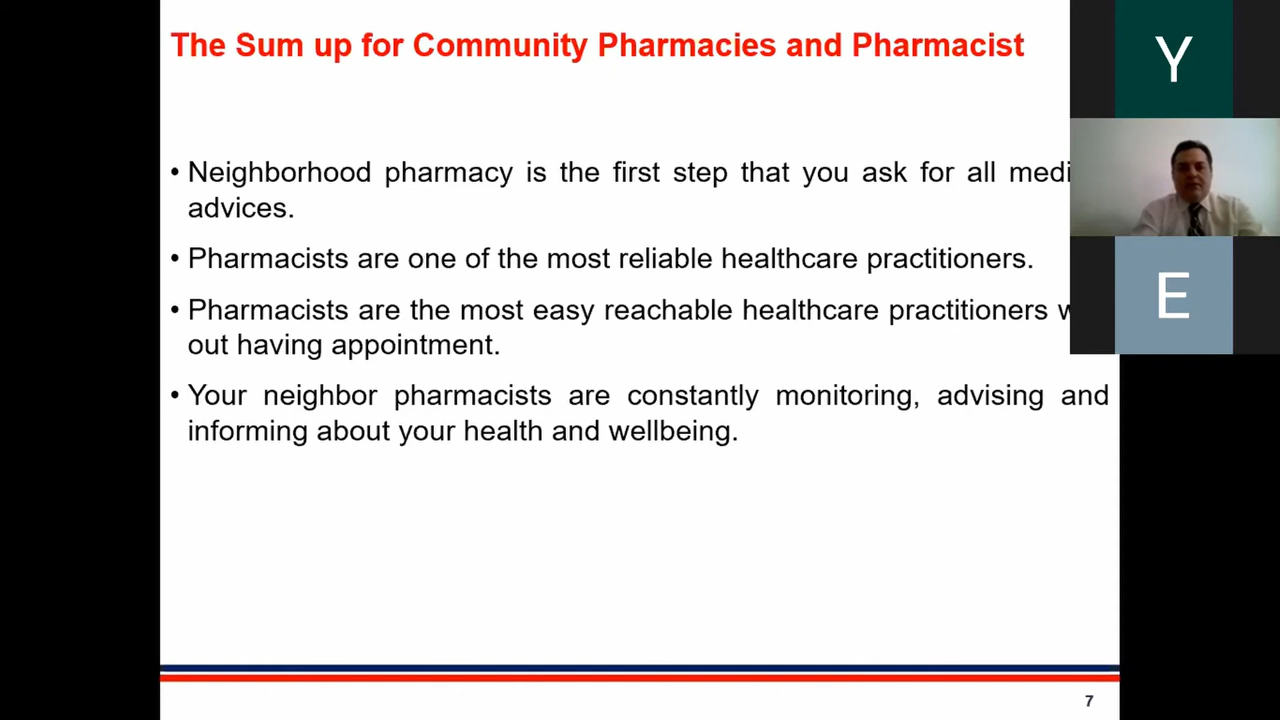 The Sum up for Community Pharmacies and Pharmacist
• Neighborhood pharmacy is the first step that you ask for all
advices.
• Pharmacists are one of the most reliable healthcare practitioners.
• Pharmacists are the most easy reachable healthcare practitioners
out having appointment.
• Your neighbor pharmacists are constantly monitoring, advising and
informing about your health and wellbeing.
7
Y
E